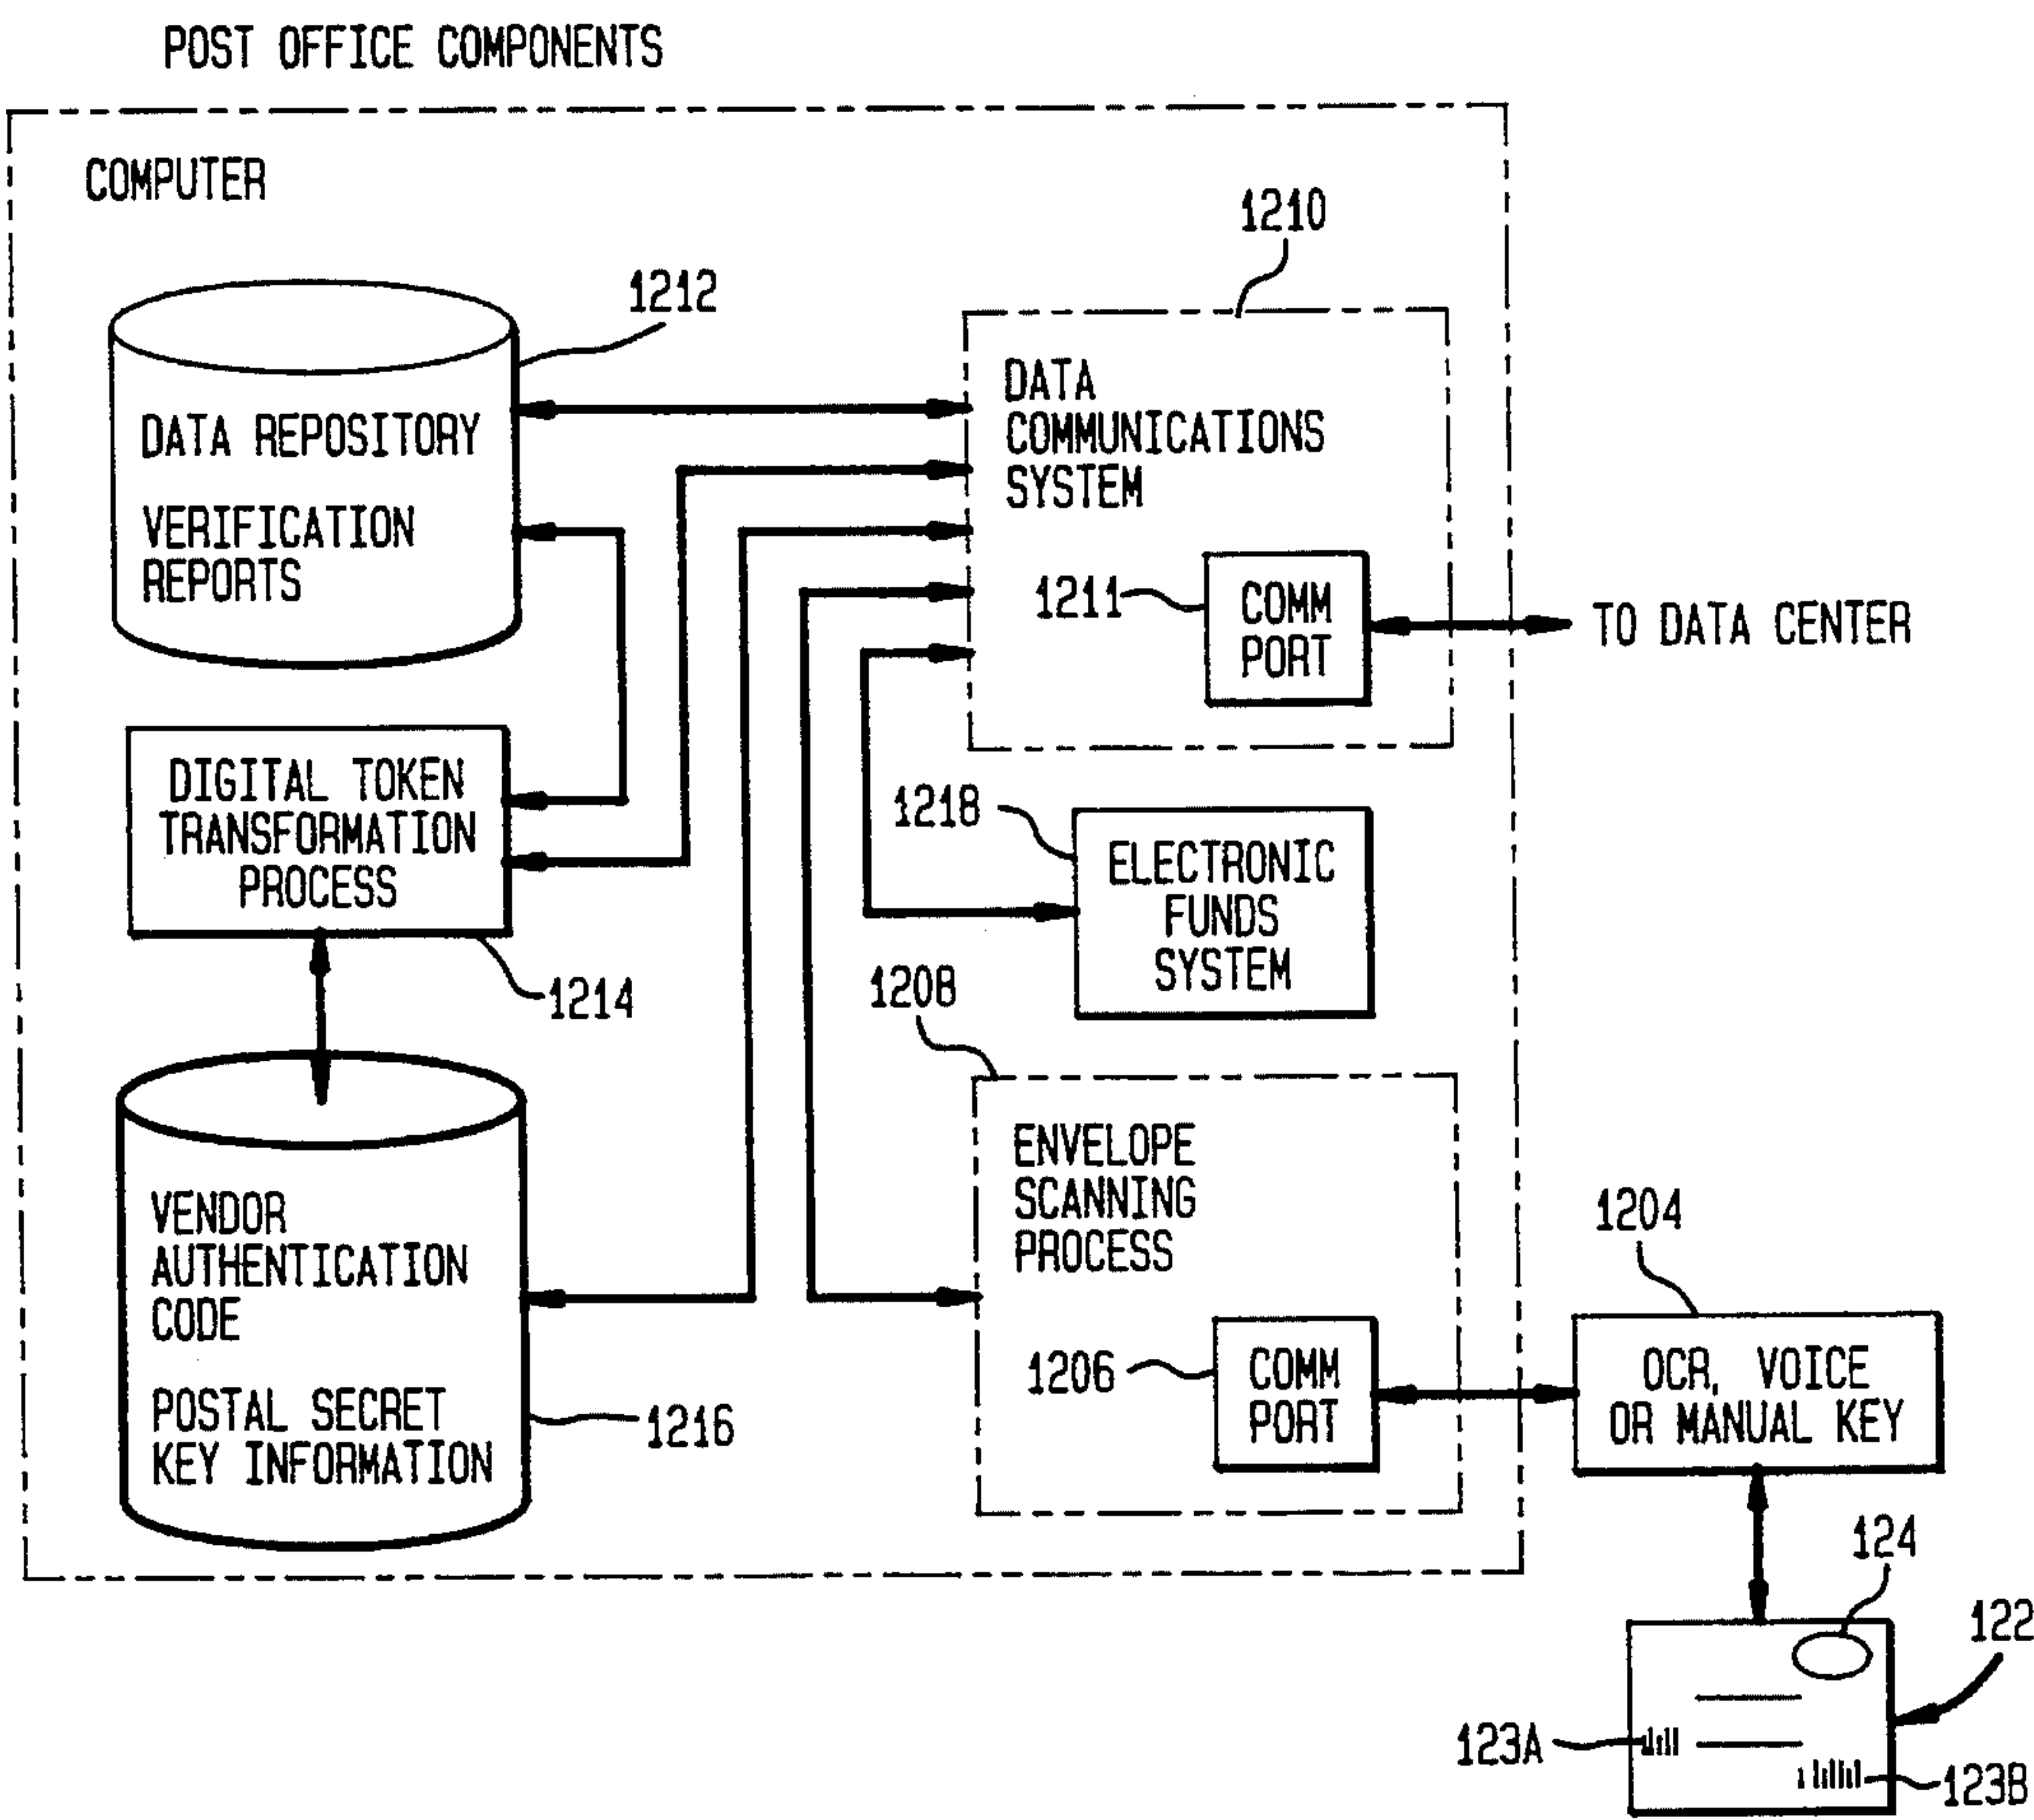 POST OFFICE COMPONENTS
COMPUTER
1210
1212
DATA
COMMUNICATIONS
SYSTEM
DATA REPOSITORY
VERIFICATION
REPORTS
1211
COMM
PORT
TO DATA CENTER
DIGITAL TOKEN
TRANSFORMATION
PROCESS
1218
ELECTRONIC
FUNDS
SYSTEM
1214
1208
ENVELOPE
SCANNING
PROCESS
VENDOR
AUTHENTICATION
CODE
POSTAL SECRET
KEY INFORMATION
1216
1206
COMM
PORT
1204
OCR, VOICE
OR MANUAL KEY
124
122
123A
123B